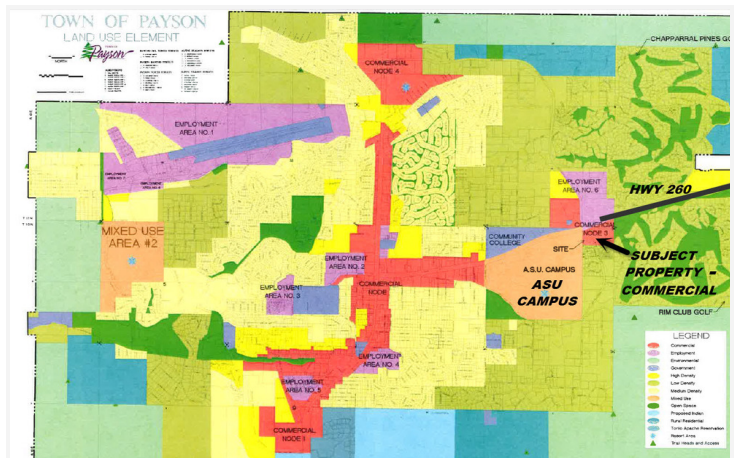 TOWN OF PAYSON
LAND USE ELEMENT
Payson
NORTH
CHAPPARRAL PINES GO
COMMERCIAL
NODE 4
EMPLOYMENT
AREA NO. 1
EMPLOYMENT
AREA NO. 6
HWY 260
MIXED USE
AREA #2
COMMUNITY
COLLEGE
COMMERCIAL
NODE 3
SITE
SUBJECT
PROPERTY -
COMMERCIAL
A.S.U. CAMPUS
ASU
CAMPUS
EMPLOYMENT
AREA NO. 2
EMPLOYMENT
AREA NO. 3
COMMERCIAL
RIM CLUB GOLF
EMPLOYMENT
AREA NO. 4
EMPLOYMENT
AREA NO. 5
COMMERCIAL
LEGEND
Commercial
Employment
Environmental
Government
High Density
Low Density
Medium Density
Mixed Use
Open Space
Proposed Indian
Rural Residential
Tonto Apache Reservation
Resort Area
Trail Heads and Access